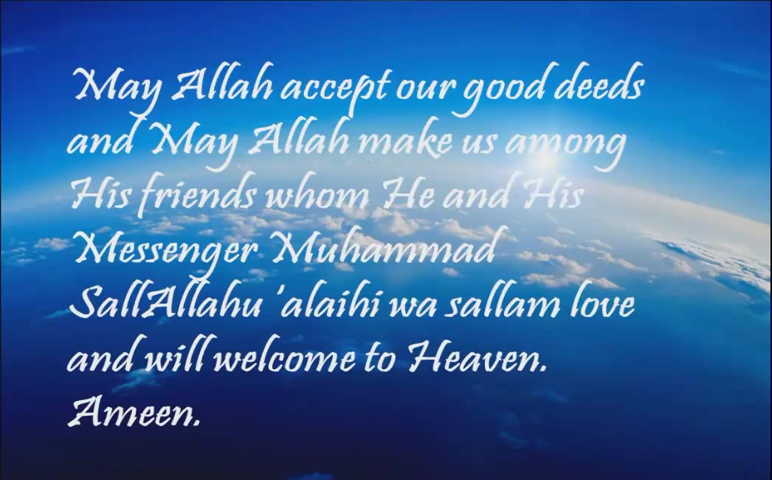 May Allah accept our good deeds
and May Allah make us among
His friends whom He and His
Messenger Muhammad
SallAllahu 'alaihi wa sallam love
and will welcome to Heaven.
Ameen.